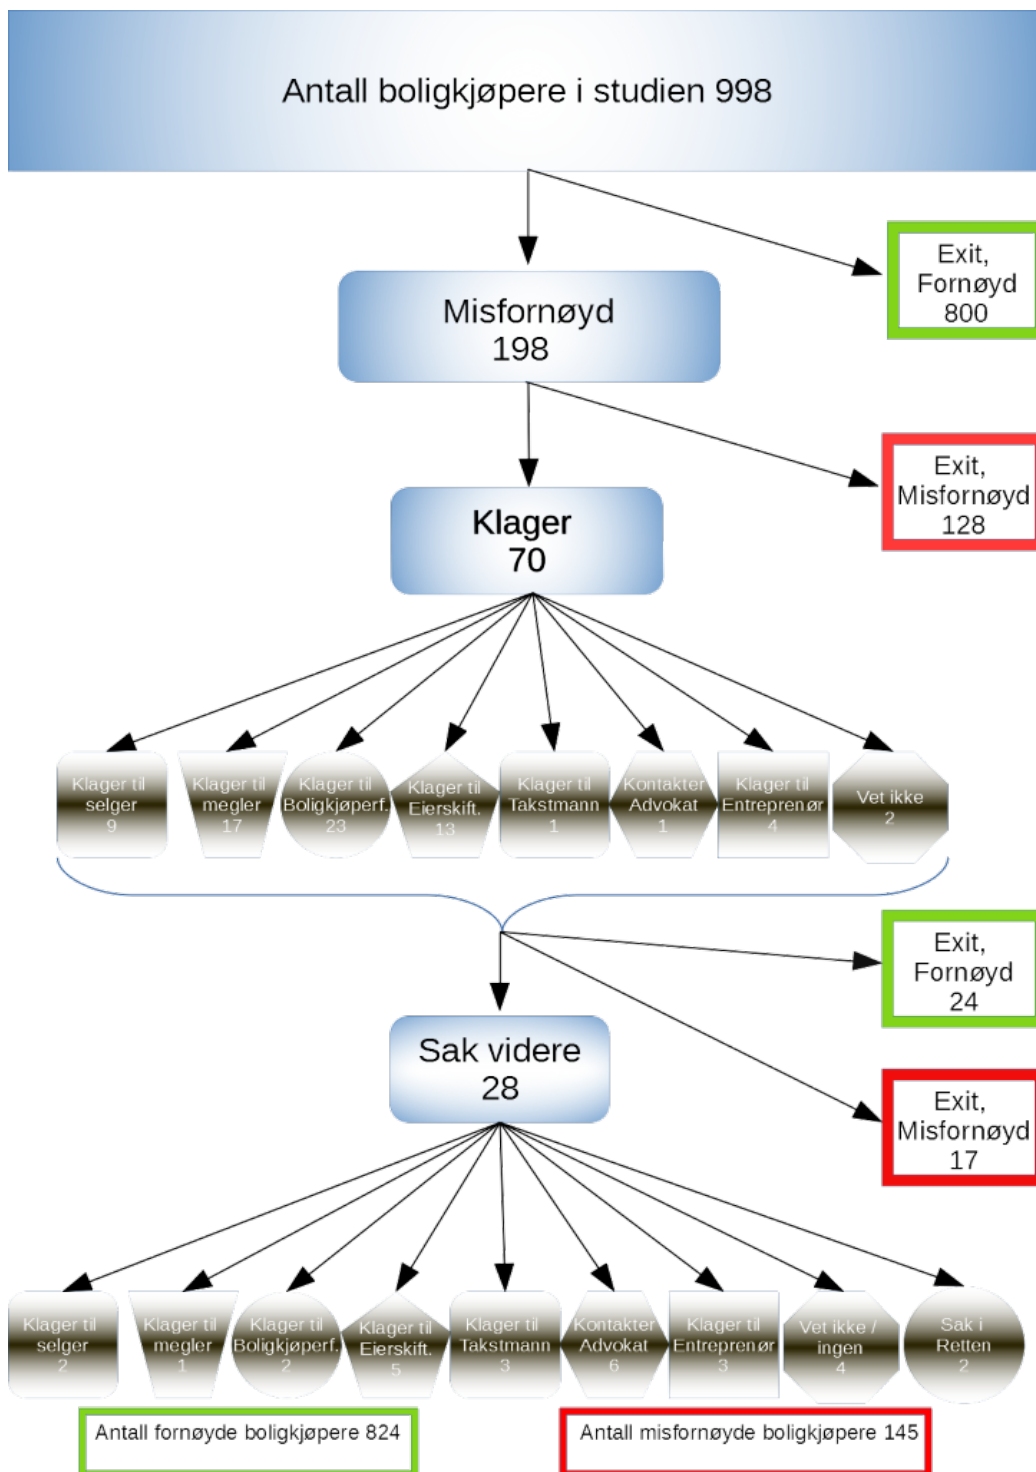 Antall boligkjøpere i studien 998
Exit,
Fornøyd
800
Misfornøyd
198
Exit,
Misfornøyd
128
Klager
70
Klager til
selger
9
Klager til
megler
17
Klager til
Boligkjøperf.
23
Klager til
Eierskift.
13
Klager til
Takstmann
1
Kontakter
Advokat
1
Klager til
Entreprenør
4
Vet ikke
2
Exit,
Fornøyd
24
Sak videre
28
Exit,
Misfornøyd
17
Klager til
selger
2
Klager til
megler
1
Klager til
Boligkjøperf.
2
Klager til
Eierskift.
5
Klager til
Takstmann
3
Kontakter
Advokat
6
Klager til
Entreprenør
3
Vet ikke /
ingen
4
Sak i
Retten
2
Antall fornøyde boligkjøpere 824
Antall misfornøyde boligkjøpere 145